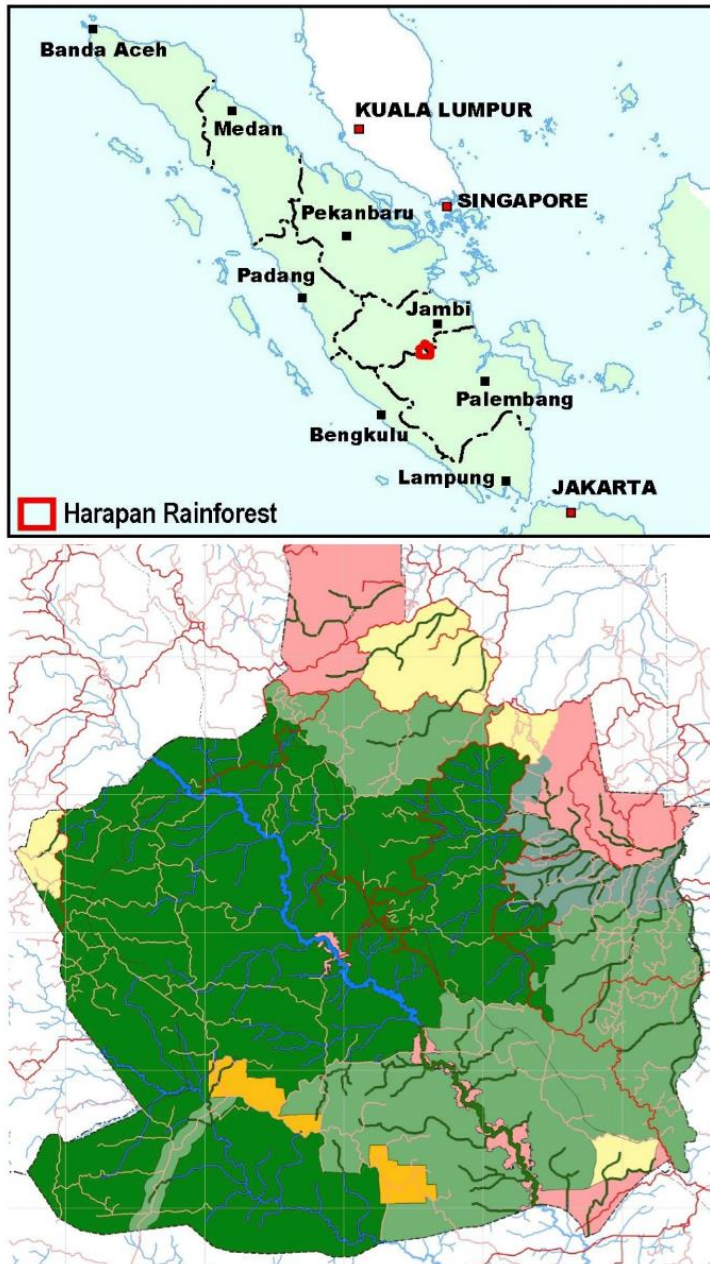 Banda Aceh
Medan
KUALA LUMPUR
SINGAPORE
Pekanbaru
Padang
Jambi
Palembang
Bengkulu
Lampung
JAKARTA
Harapan Rainforest